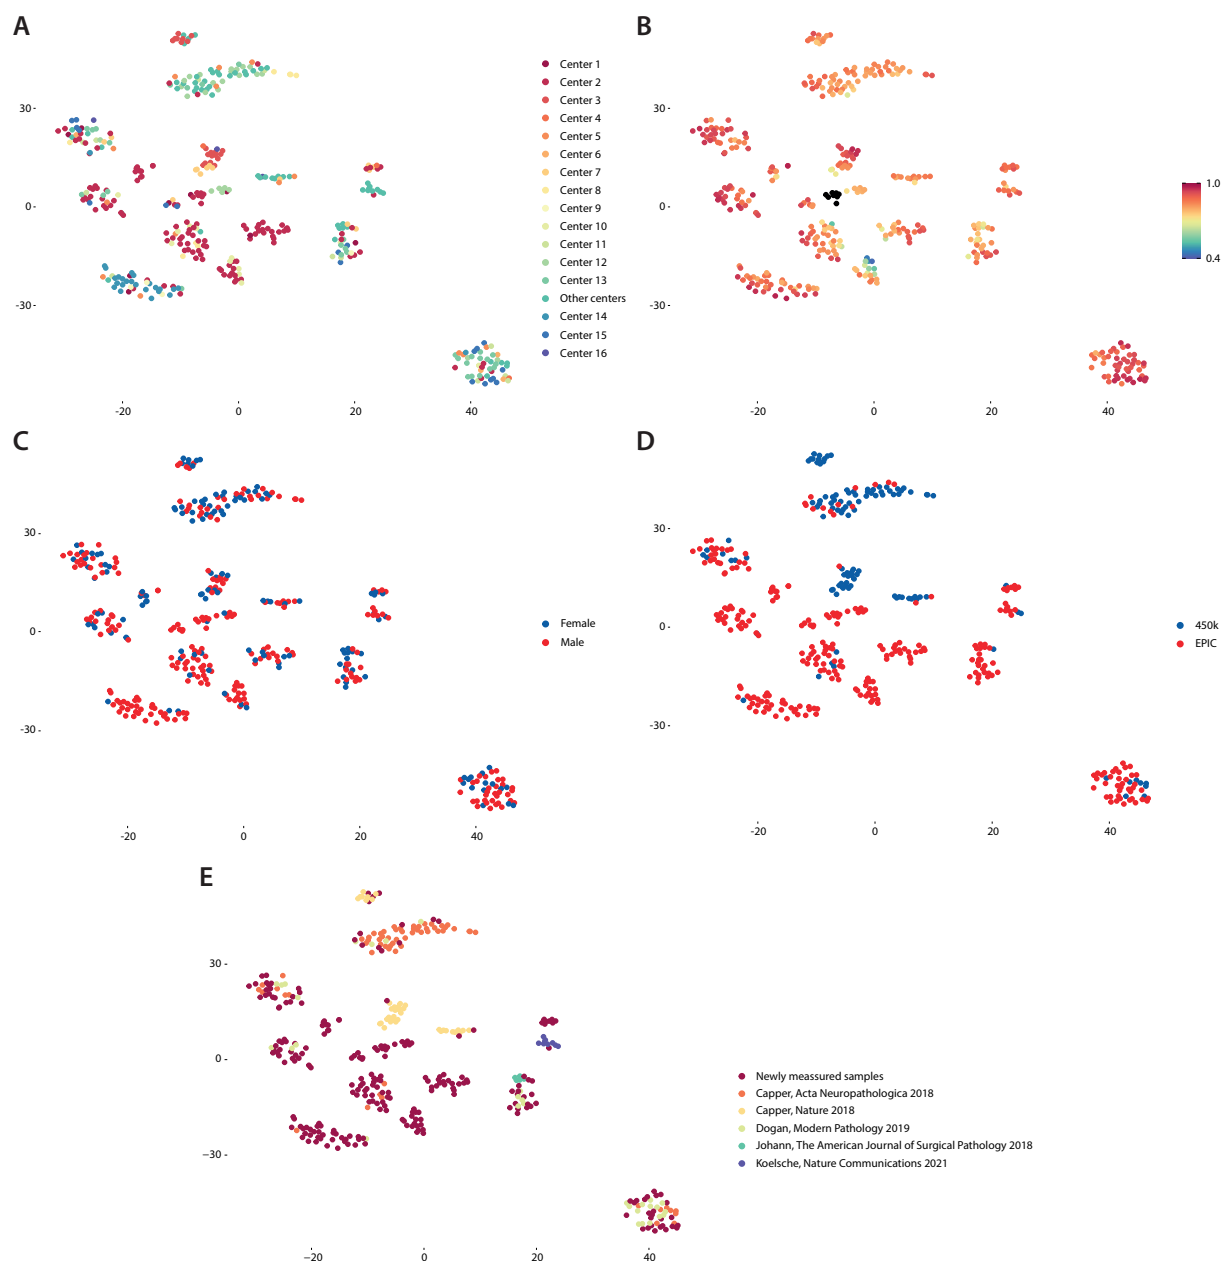 A
B
Center 1
Center 2
Center 3
Center 4
Center 5
Center 6
Center 7
Center 8
Center 9
Center 10
Center 11
Center 12
Center 13
Other centers
Center 14
Center 15
Center 16
30
0
-30
-20
0
20
40
30
0
-30
-20
0
20
40
1.0
0.4
C
D
30
0
-30
-20
0
20
40
Female
Male
30
0
-30
-20
0
20
40
450k
EPIC
E
30
0
-30
-20
0
20
40
Newly meassured samples
Capper, Acta Neuropathologica 2018
Capper, Nature 2018
Dogan, Modern Pathology 2019
Johann, The American Journal of Surgical Pathology 2018
Koelsche, Nature Communications 2021